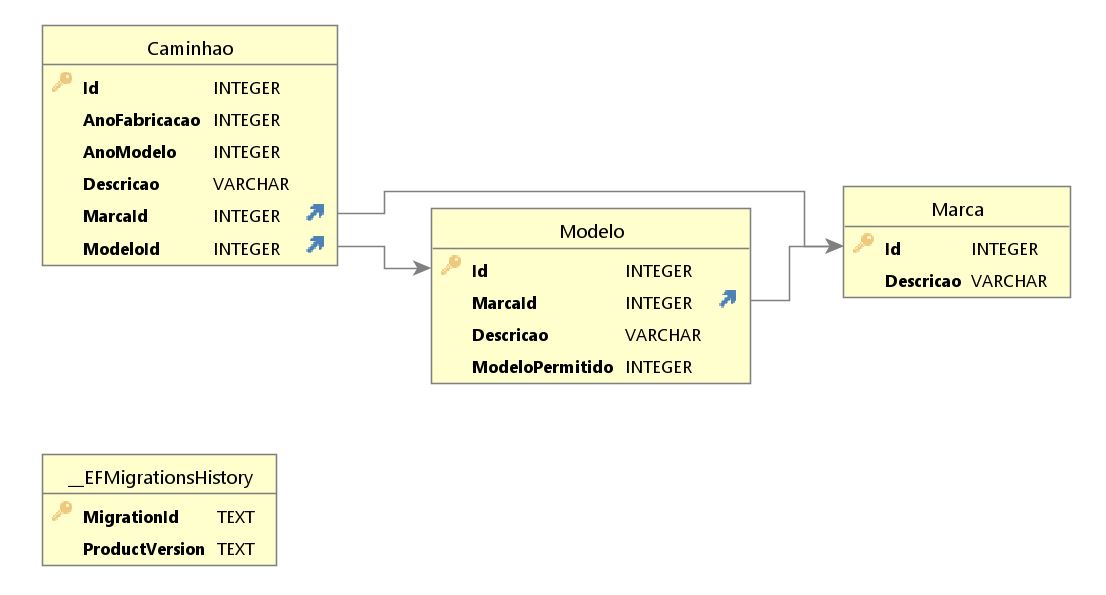 Caminhao
Id INTEGER
AnoFabricacao INTEGER
AnoModelo INTEGER
Descricao VARCHAR
MarcaId INTEGER
ModeloId INTEGER
Modelo
Id INTEGER
MarcaId INTEGER
Descricao VARCHAR
ModeloPermitido INTEGER
Marca
Id INTEGER
Descricao VARCHAR
__EFMigrationsHistory
MigrationId TEXT
ProductVersion TEXT